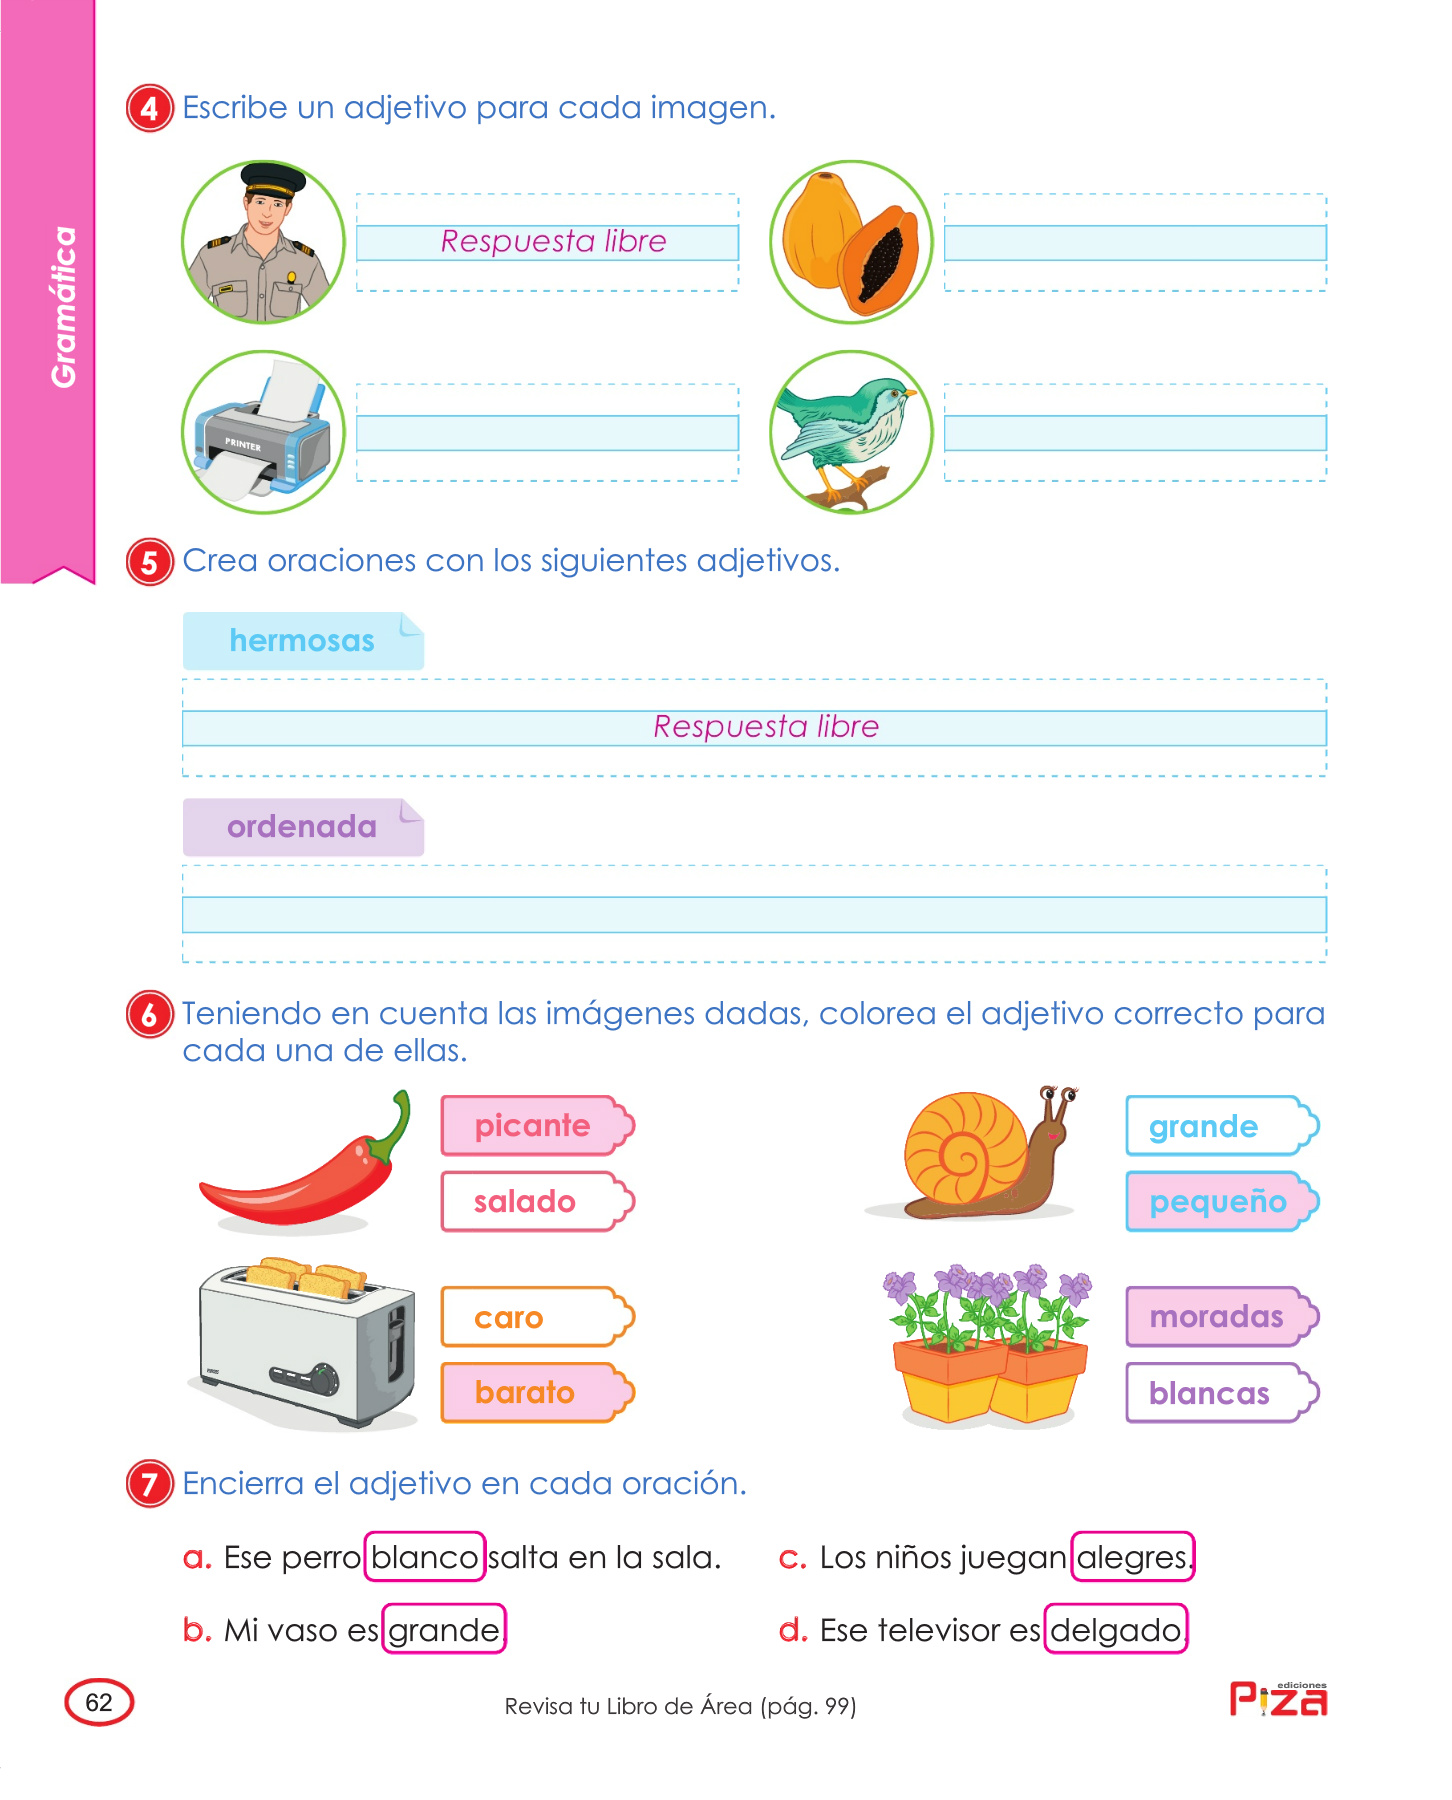 Gramática
4 Escribe un adjetivo para cada imagen.
Respuesta libre
PRINTER
5 Crea oraciones con los siguientes adjetivos.
hermosas
Respuesta libre
ordenada
6 Teniendo en cuenta las imágenes dadas, colorea el adjetivo correcto para
cada una de ellas.
picante
salado
grande
pequeño
caro
barato
moradas
blancas
7 Encierra el adjetivo en cada oración.
a. Ese perro blanco salta en la sala.
b. Mi vaso es grande.
c. Los niños juegan alegres.
d. Ese televisor es delgado.
62
Revisa tu Libro de Área (pág. 99)
ediciones
Piza